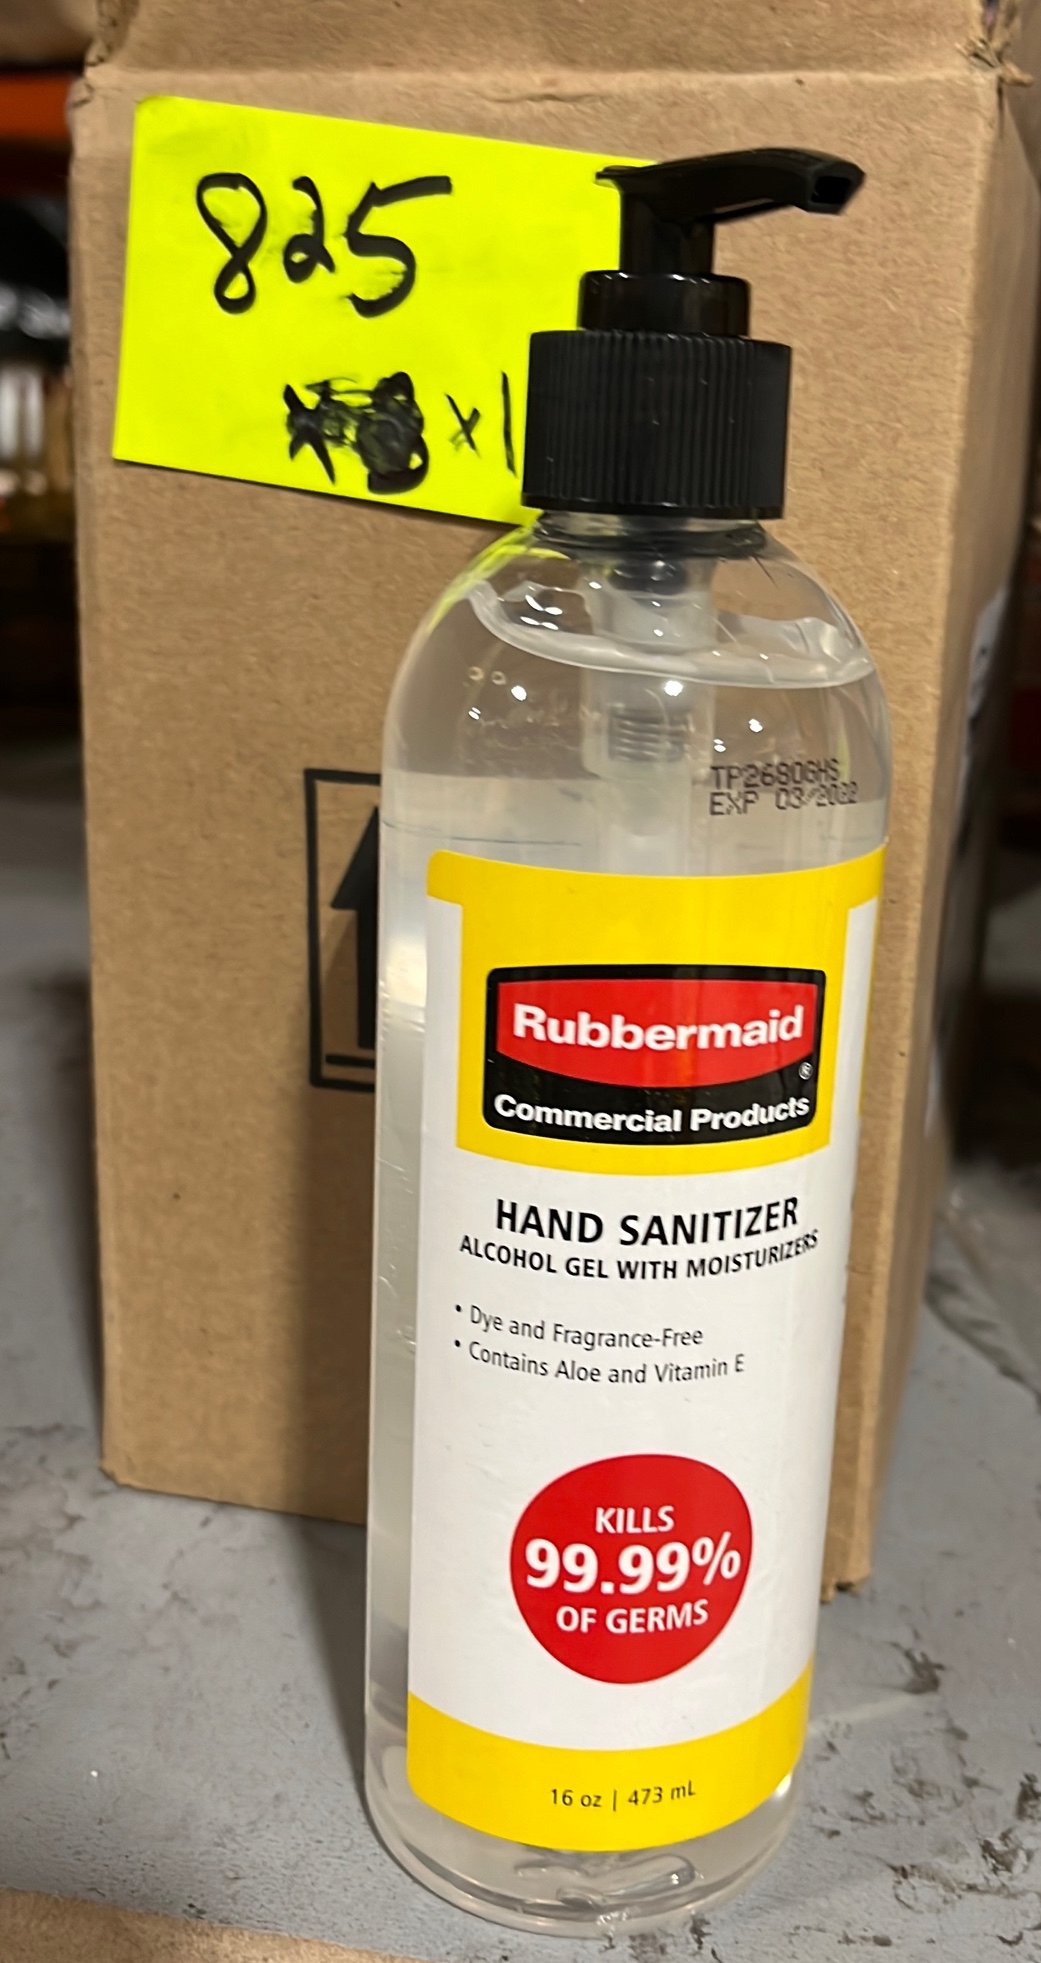 825
x1
TP2680GHS
EXP 03/2022
Rubbermaid
®
Commercial Products
HAND SANITIZER
ALCOHOL GEL WITH MOISTURIZERS
• Dye and Fragrance-Free
• Contains Aloe and Vitamin E
KILLS
99.99%
OF GERMS
16 oz | 473 mL